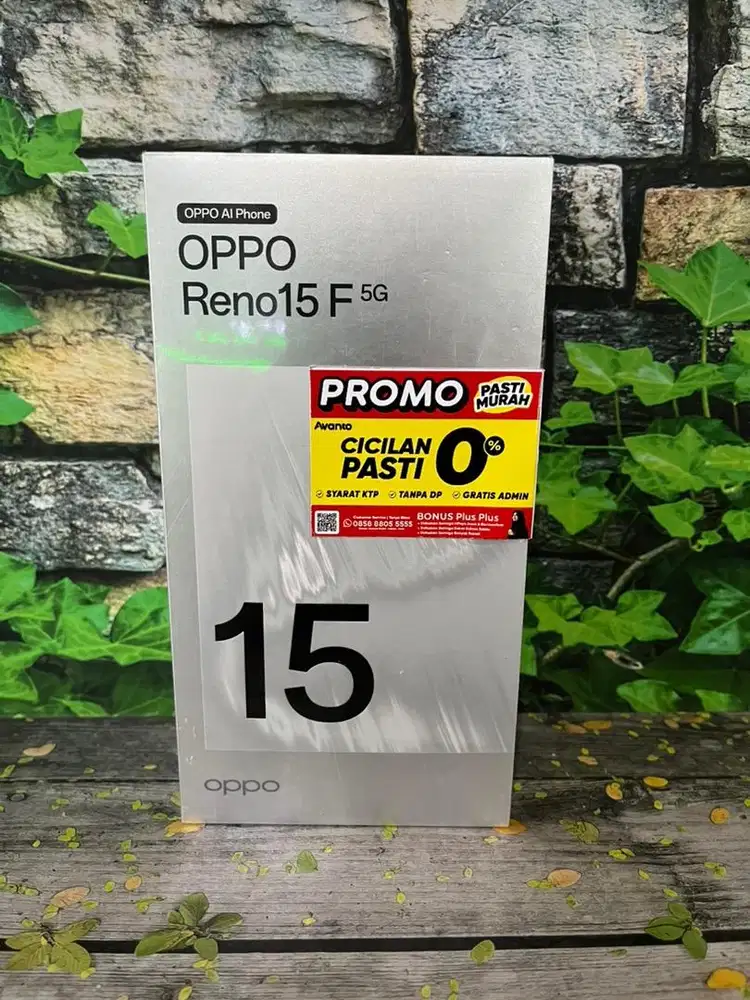 OPPO AI Phone
OPPO
Reno15 F 5G
PROMO
PASTI
MURAH
Avanto
CICILAN
PASTI
0%
SYARAT KTP
TANPA DP
GRATIS ADMIN
0856 8805 5555
BONUS Plus Plus
15
oppo